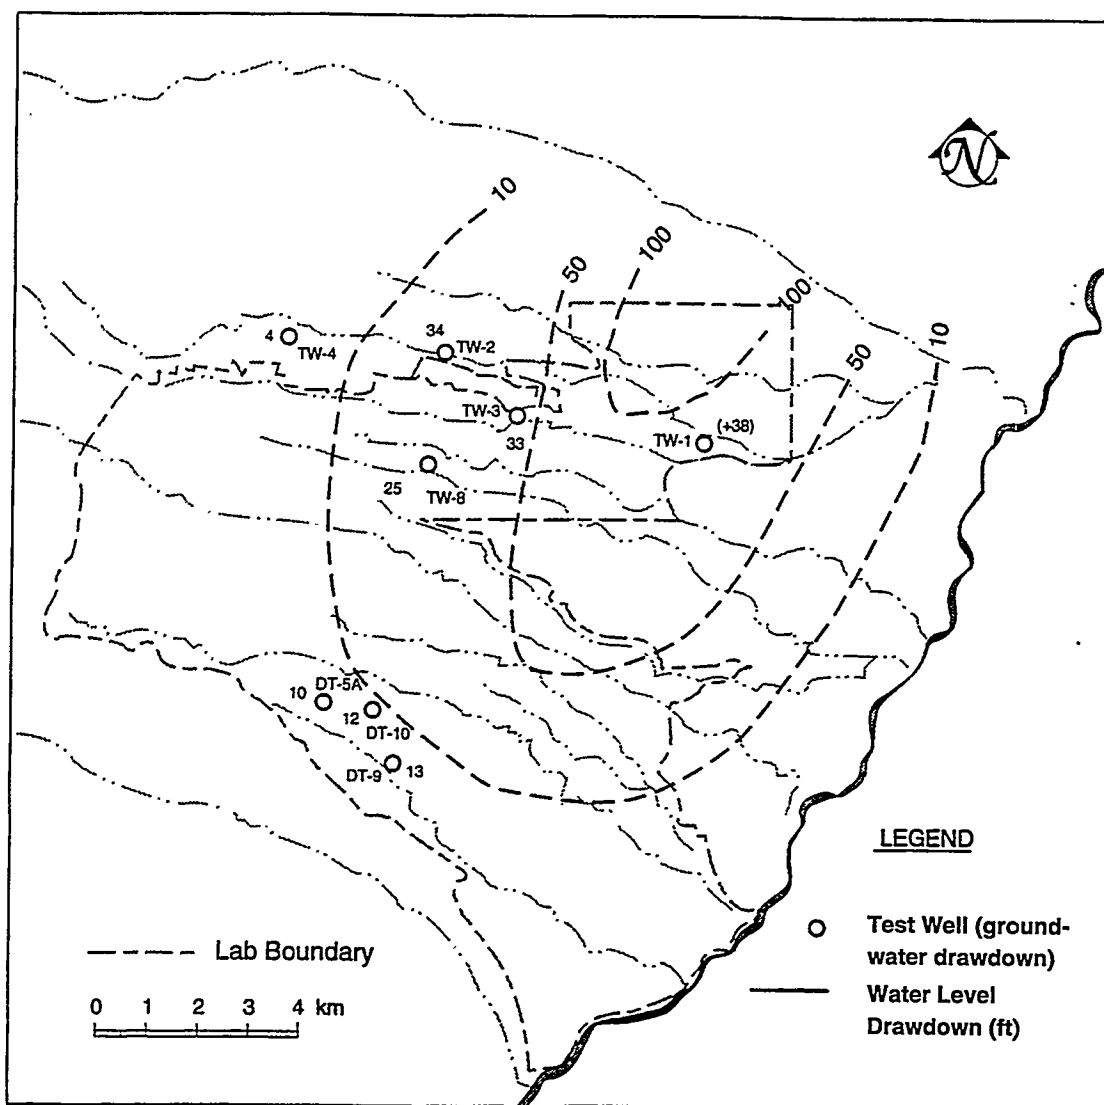 N
10
100
50
100
10
50
34
4
TW-2
TW-4
TW-3
(+38)
TW-1
33
25
TW-8
DT-5A
10
12
DT-10
DT-9
13
LEGEND
Test Well (ground-
water drawdown)
Water Level
Drawdown (ft)
Lab Boundary
0 1 2 3 4 km